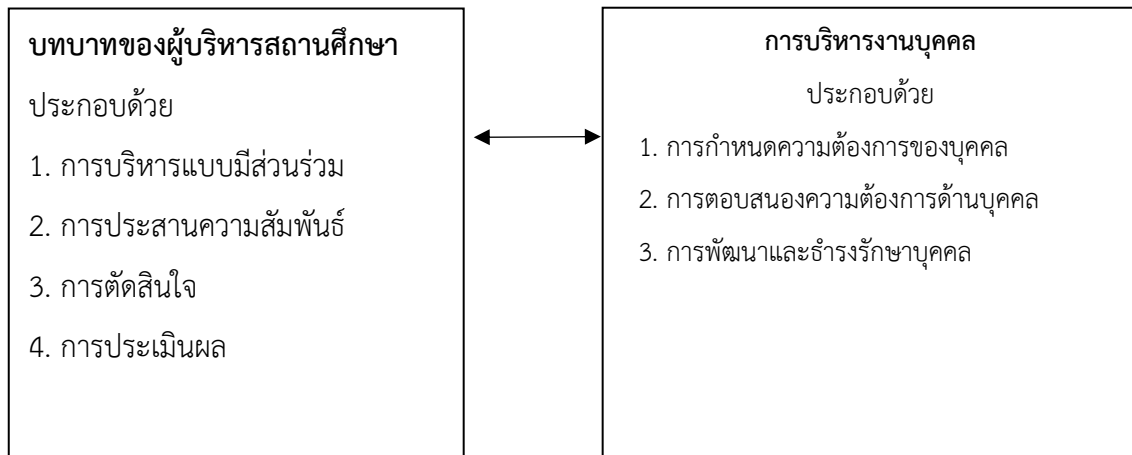 บทบาทของผู้บริหารสถานศึกษา
ประกอบด้วย
1. การบริหารแบบมีส่วนร่วม
2. การประสานความสัมพันธ์
3. การตัดสินใจ
4. การประเมินผล
การบริหารงานบุคคล
ประกอบด้วย
1. การกำหนดความต้องการของบุคคล
2. การตอบสนองความต้องการด้านบุคคล
3. การพัฒนาและธำรงรักษาบุคคล